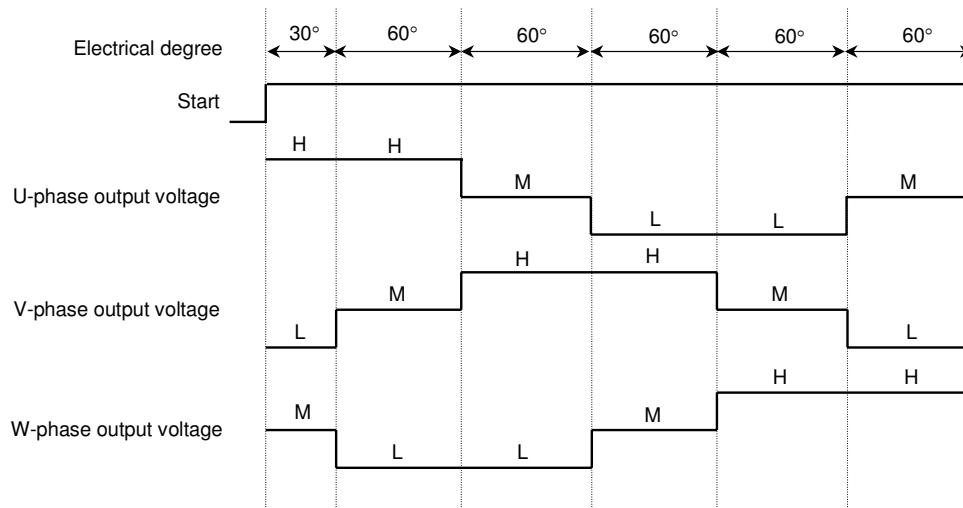 Electrical degree 30° 60° 60° 60° 60° 60°
Start
H H
U-phase output voltage M L L M
H H
V-phase output voltage L M M L
H H
W-phase output voltage M L L M